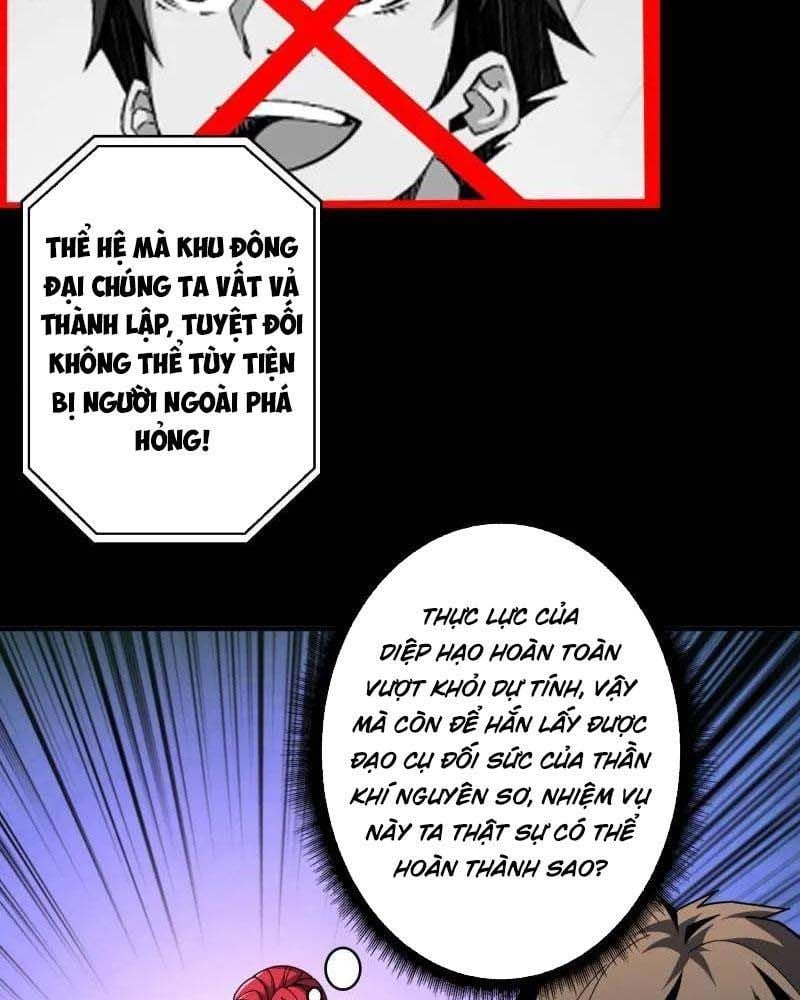 THẾ HỆ MÀ KHU ĐÔNG
ĐẠI CHÚNG TA VẤT VẢ
THÀNH LẬP, TUYỆT ĐỐI
KHÔNG THỂ TÙY TIỆN
BỊ NGƯỜI NGOÀI PHÁ
HỎNG!
THỰC LỰC CỦA
DIỆP HẠO HOÀN TOÀN
VƯỢT KHỎI DỰ TÍNH, VẬY
MÀ CÒN ĐỂ HẮN LẤY ĐƯỢC
ĐẠO CỤ ĐỐI SỨC CỦA THẦN
KHÍ NGUYÊN SƠ, NHIỆM VỤ
NÀY TA THẬT SỰ CÓ THỂ
HOÀN THÀNH SAO?